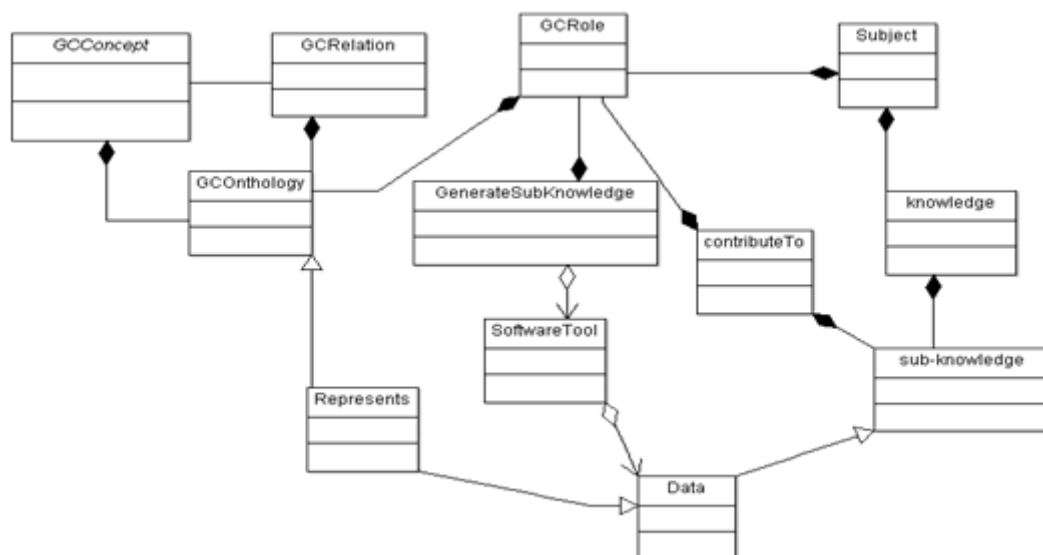 GCConcept
GCRelation
GCRole
Subject
GCOnthology
GenerateSubKnowledge
knowledge
contributeTo
SoftwareTool
sub-knowledge
Represents
Data